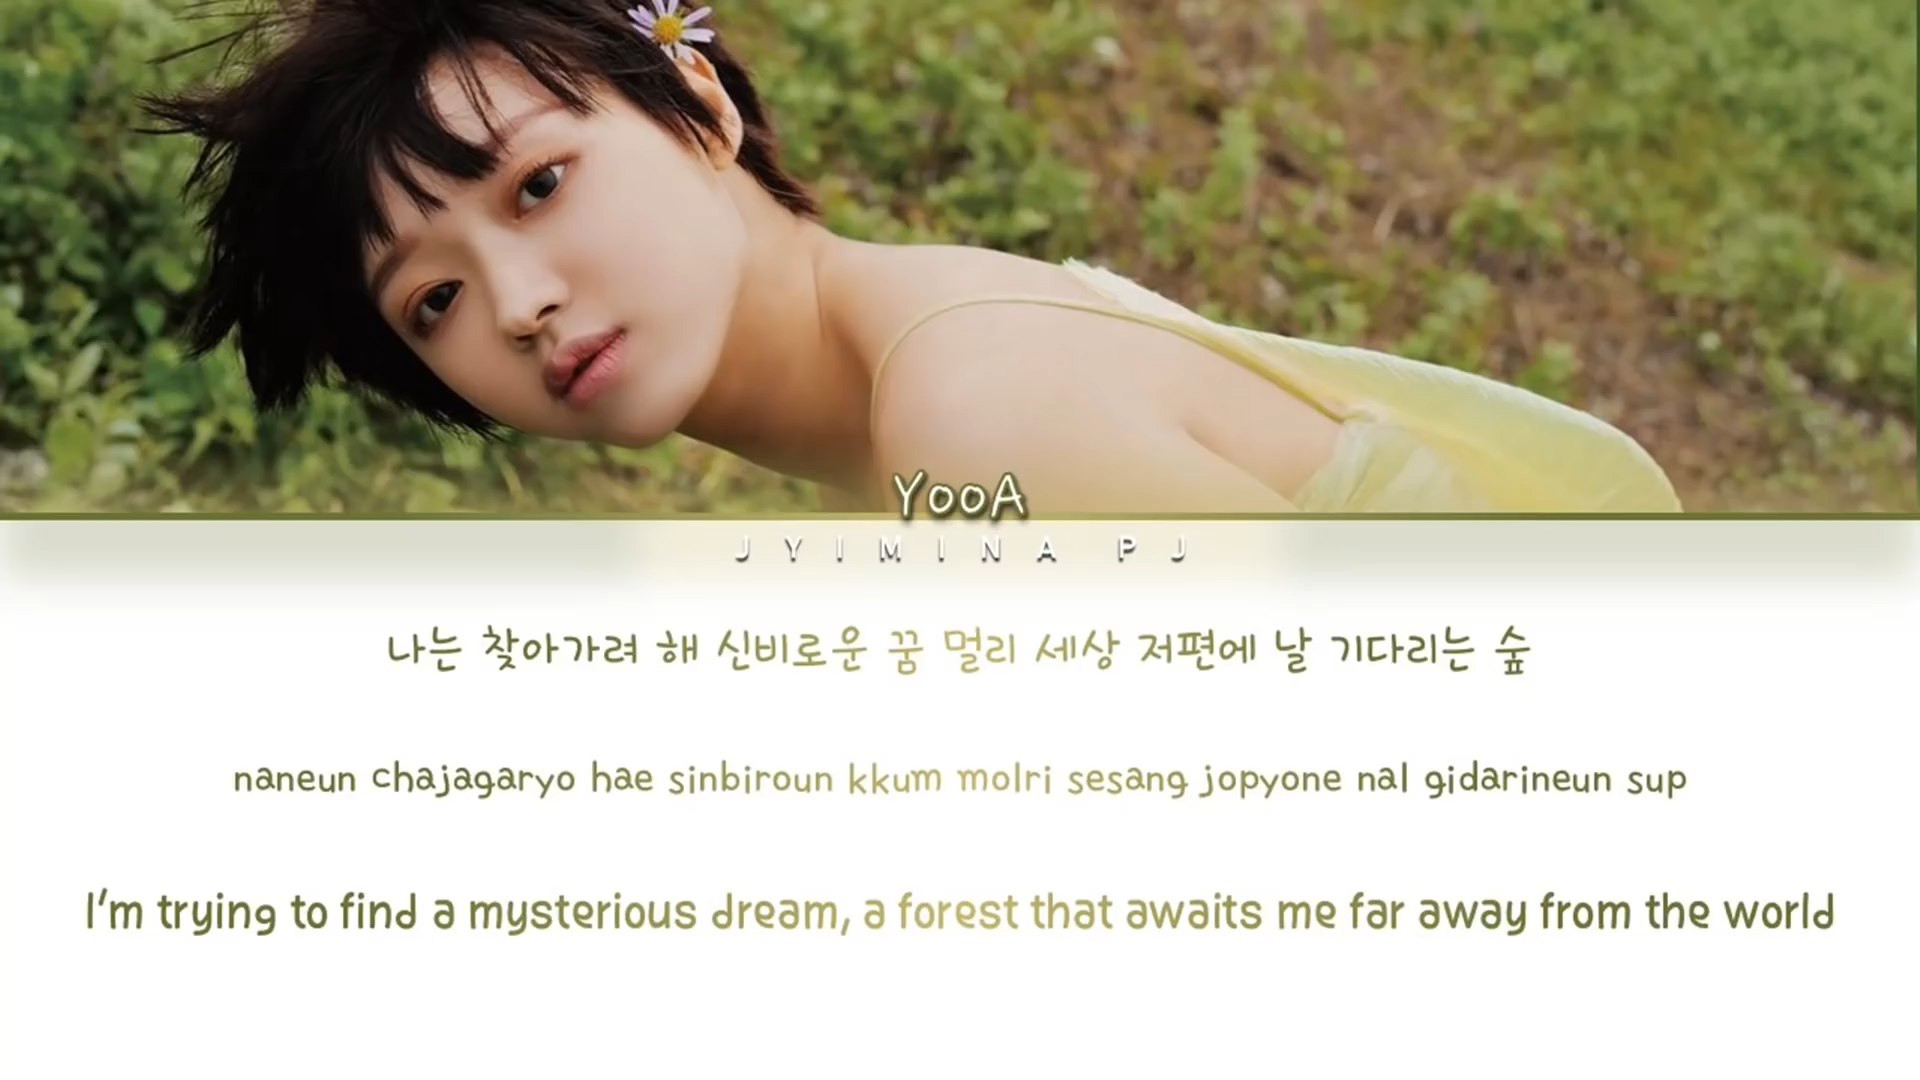 YooA
JYIMINA PJ
나는 찾아가려 해 신비로운 꿈 멀리 세상 저편에 날 기다리는 숲
naneun chajagaryo hae sinbiroun kkum molri sesang jopyone nal gidarineun sup
I'm trying to find a mysterious dream, a forest that awaits me far away from the world